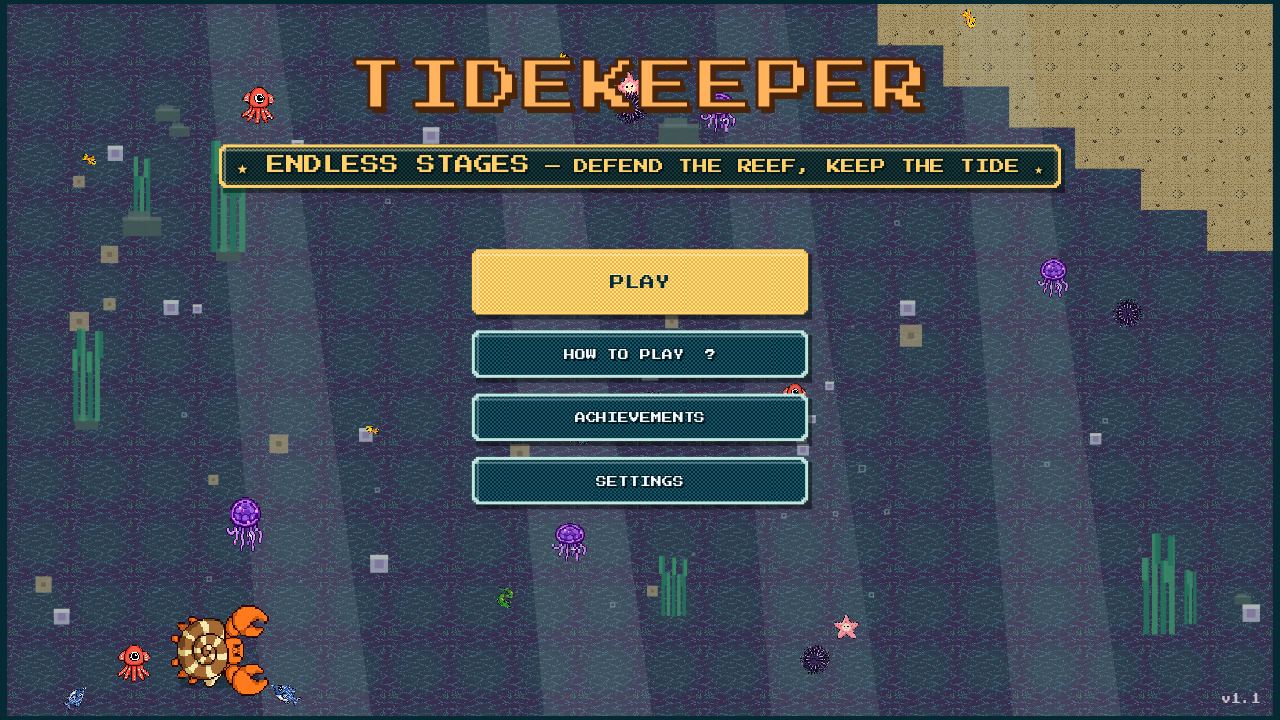 TIDEKEEPER
★ ENDLESS STAGES — DEFEND THE REEF, KEEP THE TIDE ★
PLAY
HOW TO PLAY ?
ACHIEVEMENTS
SETTINGS
v1.1